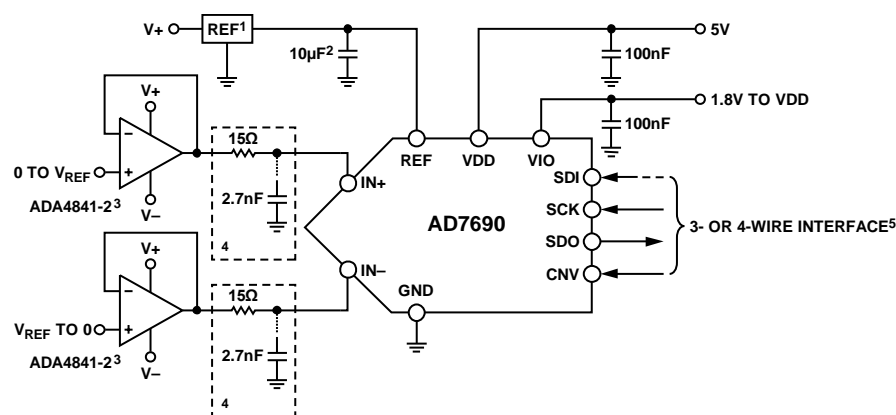 V+
REF1
10µF2
5V
100nF
1.8V TO VDD
100nF
V+
−
+
0 TO VREF
V−
ADA4841-23
15Ω
2.7nF
4
REF
VDD
VIO
IN+
IN−
AD7690
GND
SDI
SCK
SDO
CNV
3- OR 4-WIRE INTERFACE5
V+
−
+
VREF TO 0
V−
ADA4841-23
15Ω
2.7nF
4